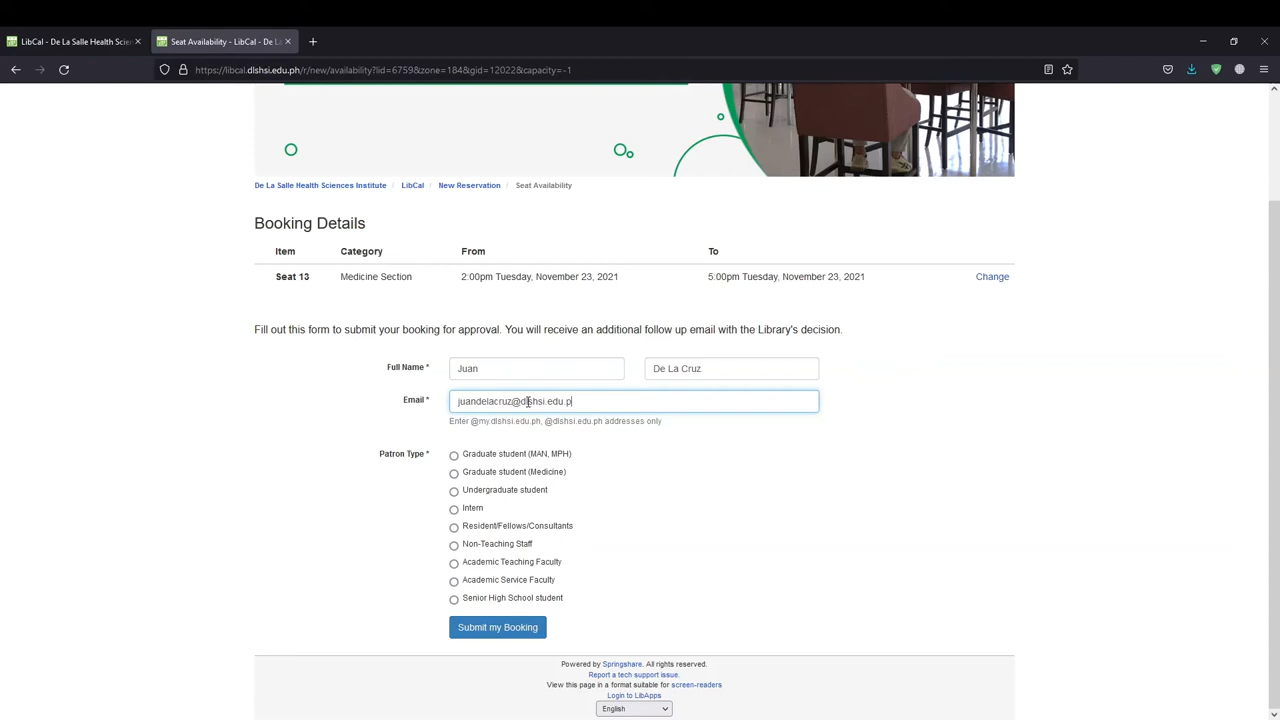 LibCal - De La Salle Health Scien
Seat Availability - LibCal - De La
https://libcal.dlshsi.edu.ph/r/new/availability?lid=6759&zone=184&gid=12022&capacity=-1
De La Salle Health Sciences Institute / LibCal / New Reservation / Seat Availability
Booking Details
Item Category From To
Seat 13 Medicine Section 2:00pm Tuesday, November 23, 2021 5:00pm Tuesday, November 23, 2021 Change
Fill out this form to submit your booking for approval. You will receive an additional follow up email with the Library's decision.
Full Name * Juan De La Cruz
Email * juandelacruz@dlshsi.edu.p
Enter @my.dlshsi.edu.ph, @dlshsi.edu.ph addresses only
Patron Type * Graduate student (MAN, MPH)
Graduate student (Medicine)
Undergraduate student
Intern
Resident/Fellows/Consultants
Non-Teaching Staff
Academic Teaching Faculty
Academic Service Faculty
Senior High School student
Submit my Booking
Powered by Springshare. All rights reserved.
Report a tech support issue.
View this page in a format suitable for screen-readers
Login to LibApps
English